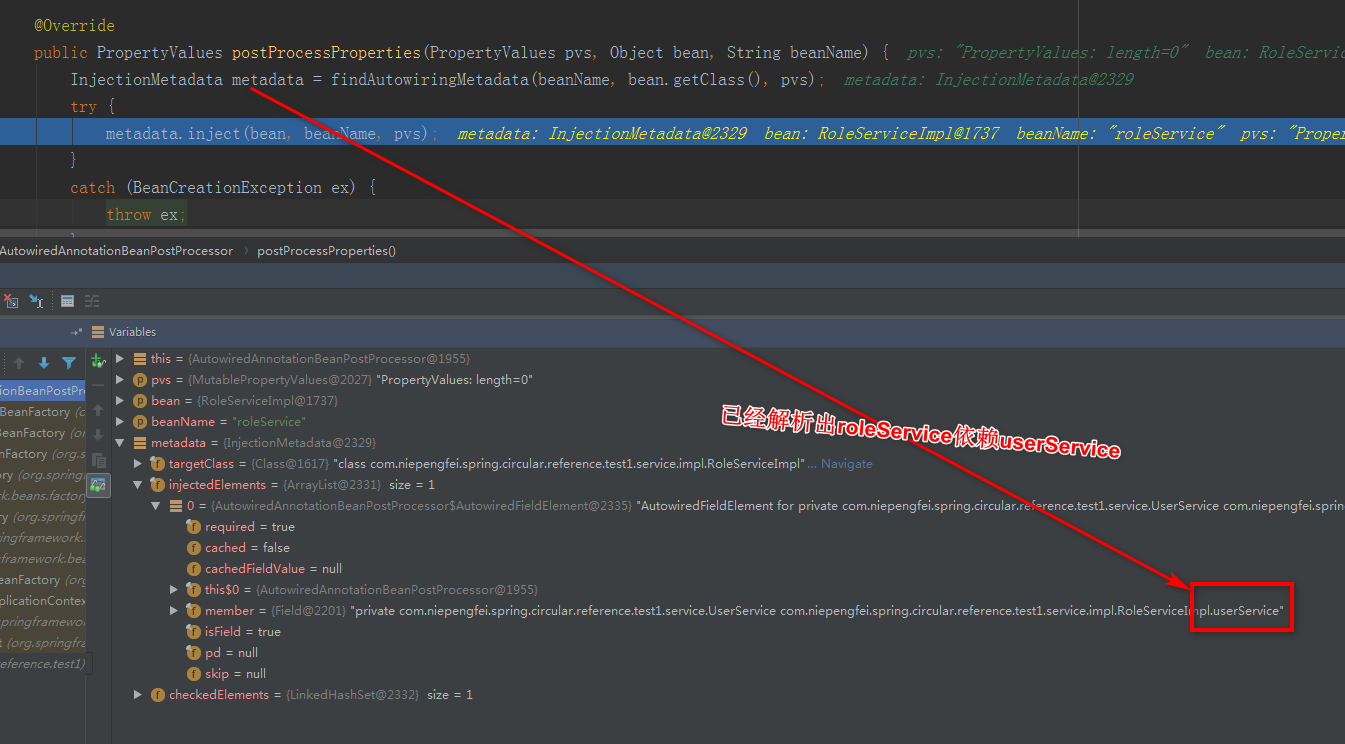 @Override
public PropertyValues postProcessProperties(PropertyValues pvs, Object bean, String beanName) { pvs: "PropertyValues: length=0" bean: RoleServic
InjectionMetadata metadata = findAutowiringMetadata(beanName, bean.getClass(), pvs); metadata: InjectionMetadata@2329
try {
metadata.inject(bean, beanName, pvs); metadata: InjectionMetadata@2329 bean: RoleServiceImpl@1737 beanName: "roleService" pvs: "Proper
}
catch (BeanCreationException ex) {
throw ex;
}
AutowiredAnnotationBeanPostProcessor › postProcessProperties()
Variables
this = {AutowiredAnnotationBeanPostProcessor@1955}
pvs = {MutablePropertyValues@2027} "PropertyValues: length=0"
ionBeanPostPr
bean = {RoleServiceImpl@1737}
BeanFactory (o
beanName = "roleService"
BeanFactory (or
metadata = {InjectionMetadata@2329}
已经解析出roleService依赖userService
nFactory (org.s
targetClass = {Class@1617} "class com.niepengfei.spring.circular.reference.test1.service.impl.RoleServiceImpl"... Navigate
ory (org.spring
injectedElements = {ArrayList@2331} size = 1
k.beans.factory
0 = {AutowiredAnnotationBeanPostProcessor$AutowiredFieldElement@2335} "AutowiredFieldElement for private com.niepengfei.spring.circular.reference.test1.service.UserService com.niepengfei.spring
ry (org.springf
required = true
ringframework.
cached = false
framework.bea
cachedFieldValue = null
eanFactory (org
this$0 = {AutowiredAnnotationBeanPostProcessor@1955}
plicationContex
member = {Field@2201} "private com.niepengfei.spring.circular.reference.test1.service.UserService com.niepengfei.spring.circular.reference.test1.service.impl.RoleServiceImpl.userService"
springframewo
isField = true
t (org.springfra
pd = null
eference.test1)
skip = null
checkedElements = {LinkedHashSet@2332} size = 1